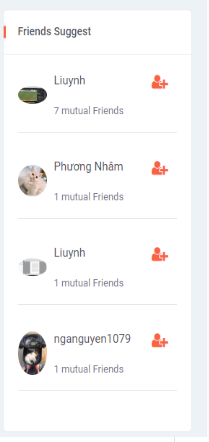 Friends Suggest
Liuynh
7 mutual Friends
Phương Nhâm
1 mutual Friends
Liuynh
1 mutual Friends
nganguyen1079
1 mutual Friends